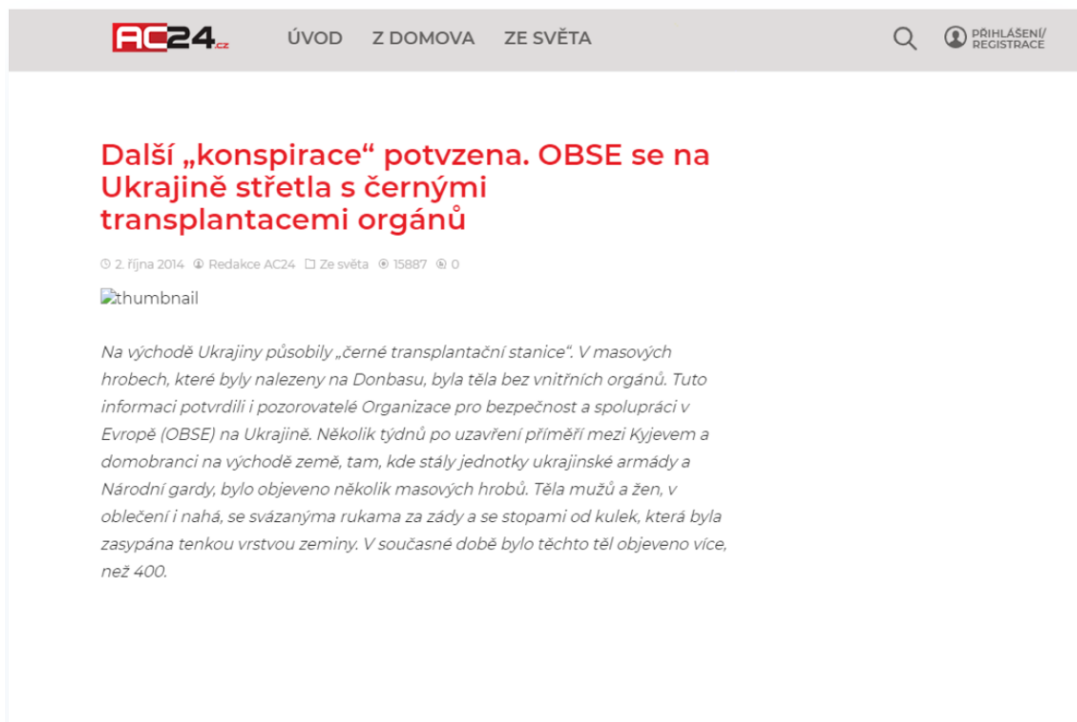 AC24.cz ÚVOD Z DOMOVA ZE SVĚTA PŘIHLÁŠENÍ/
REGISTRACE
Další „konspirace“ potvzena. OBSE se na
Ukrajině střetla s černými
transplantacemi orgánů
2. října 2014 Redakce AC24 Ze světa 15887 0
thumbnail
Na východě Ukrajiny působily „černé transplantační stanice“. V masových
hrobech, které byly nalezeny na Donbasu, byla těla bez vnitřních orgánů. Tuto
informaci potvrdili i pozorovatelé Organizace pro bezpečnost a spolupráci v
Evropě (OBSE) na Ukrajině. Několik týdnů po uzavření příměří mezi Kyjevem a
domobranci na východě země, tam, kde stály jednotky ukrajinské armády a
Národní gardy, bylo objeveno několik masových hrobů. Těla mužů a žen, v
oblečení i nahá, se svázanýma rukama za zády a se stopami od kulek, která byla
zasypána tenkou vrstvou zeminy. V současné době bylo těchto těl objeveno více,
než 400.